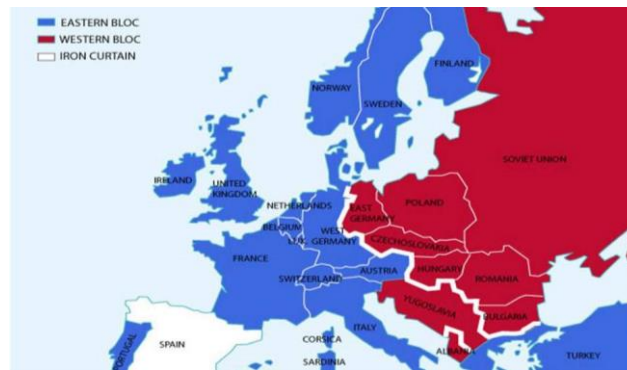 EASTERN BLOC
WESTERN BLOC
IRON CURTAIN
FINLAND
NORWAY
SWEDEN
SOVIET UNION
IRELAND
UNITED
KINGDOM
NETHERLANDS
EAST
GERMANY
POLAND
BELGIUM
LUX.
WEST
GERMANY
CZECHOSLOVARIA
FRANCE
SWITZERLAND
AUSTRIA
HUNGARY
ROMANIA
YUGOSLAVIA
BULGARIA
ITALY
PORTUGAL
SPAIN
CORSICA
SARDINIA
ALBANIA
TURKEY